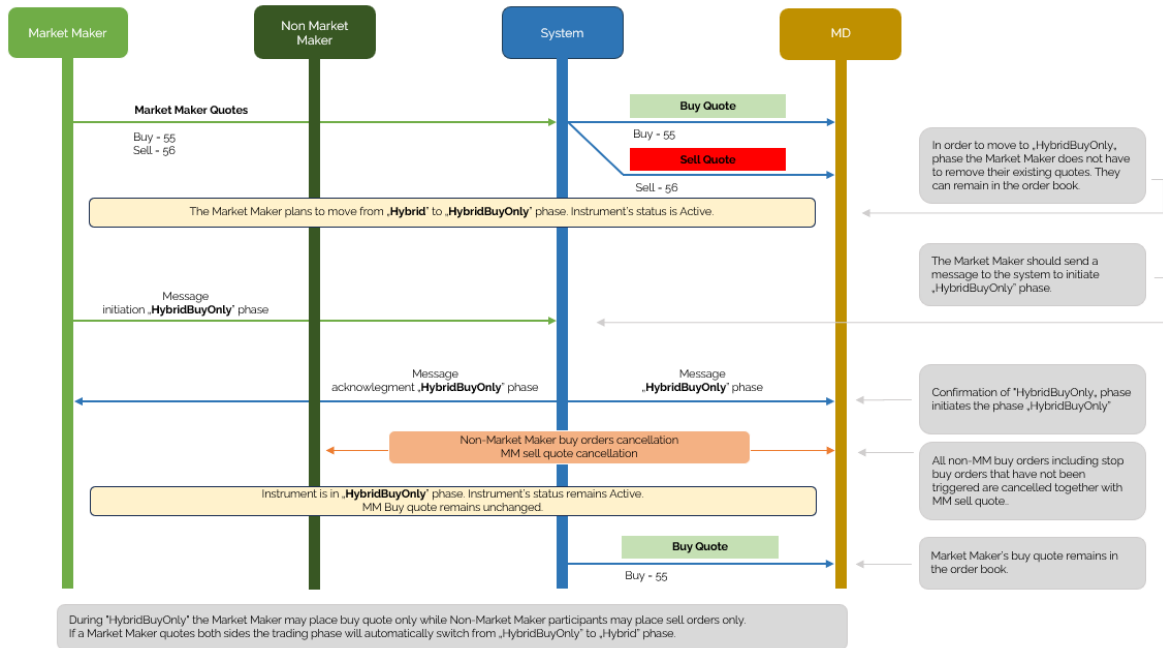 Market Maker
Non Market
Maker
System
MD
Market Maker Quotes
Buy = 55
Sell = 56
Buy Quote
Buy = 55
Sell Quote
Sell = 56
In order to move to „HybridBuyOnly„
phase the Market Maker does not have
to remove their existing quotes. They
can remain in the order book.
The Market Maker plans to move from „Hybrid" to „HybridBuyOnly" phase. Instrument's status is Active.
The Market Maker should send a
message to the system to initiate
„HybridBuyOnly" phase.
Message
initiation „HybridBuyOnly" phase
Message
acknowlegment „HybridBuyOnly" phase
Message
„HybridBuyOnly" phase
Confirmation of "HybridBuyOnly„ phase
initiates the phase „HybridBuyOnly"
Non-Market Maker buy orders cancellation
MM sell quote cancellation
All non-MM buy orders including stop
buy orders that have not been
triggered are cancelled together with
MM sell quote..
Instrument is in „HybridBuyOnly" phase. Instrument's status remains Active.
MM Buy quote remains unchanged.
Buy Quote
Buy = 55
Market Maker's buy quote remains in
the order book.
During "HybridBuyOnly" the Market Maker may place buy quote only while Non-Market Maker participants may place sell orders only.
If a Market Maker quotes both sides the trading phase will automatically switch from „HybridBuyOnly" to „Hybrid" phase.